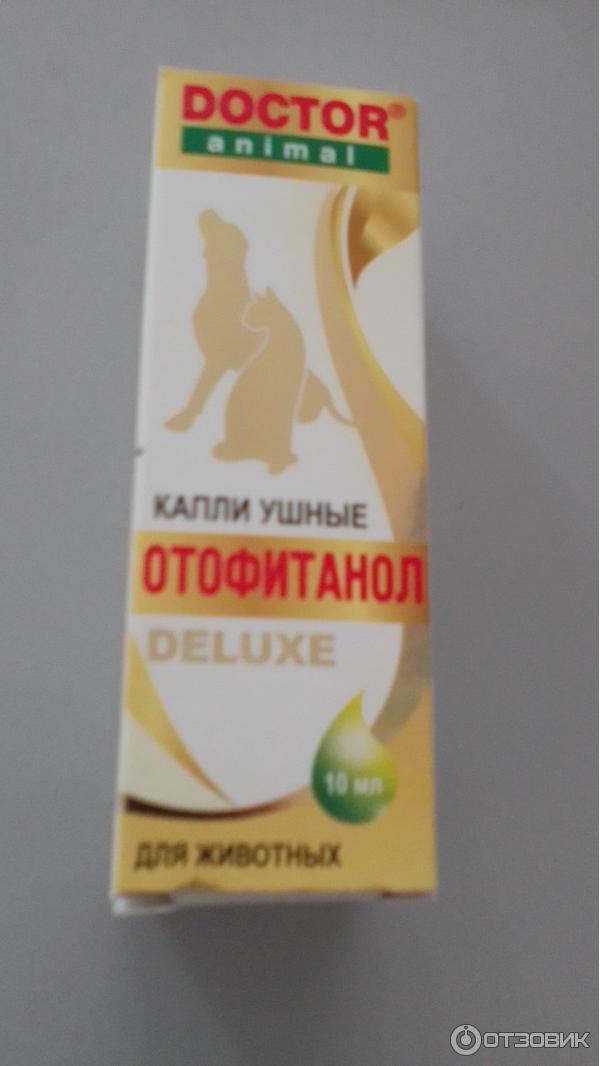 DOCTOR®
animal
КАПЛИ УШНЫЕ
ОТОФИТАНОЛ
DELUXE
10 мл
ДЛЯ ЖИВОТНЫХ
ОТЗОВИК